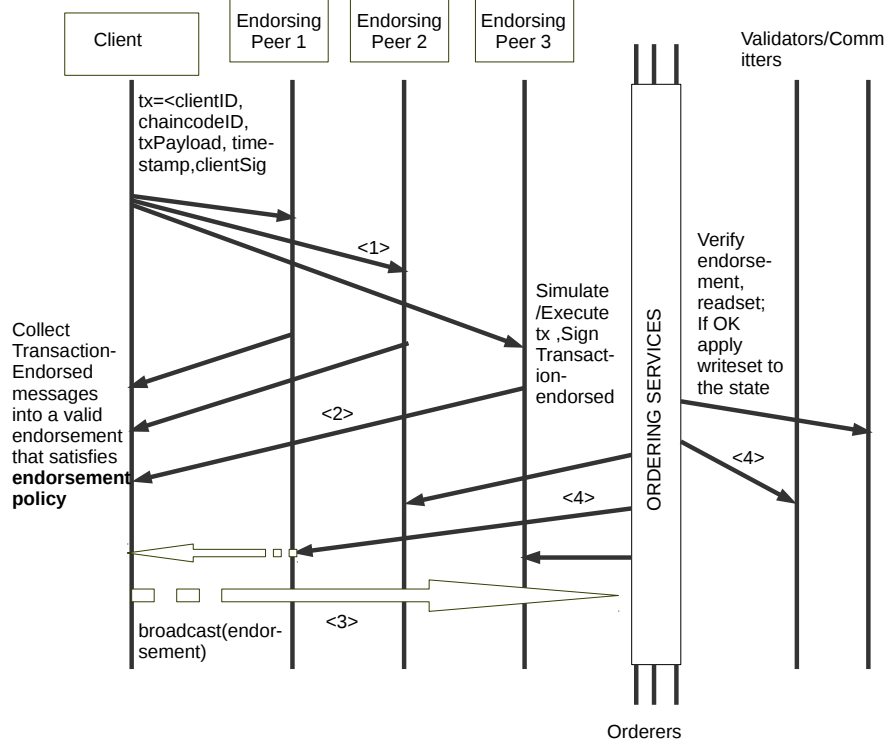 Client
Endorsing
Peer 1
Endorsing
Peer 2
Endorsing
Peer 3
Validators/Comm
itters
tx=<clientID,
chaincodeID,
txPayload, time-
stamp,clientSig
<1>
Simulate
/Execute
tx ,Sign
Transact-
ion-
endorsed
Verify
endorse-
ment,
readset;
If OK
apply
writeset to
the state
Collect
Transaction-
Endorsed
messages
into a valid
endorsement
that satisfies
endorsement
policy
<2>
ORDERING SERVICES
<4>
<4>
<3>
broadcast(endor-
sement)
Orderers